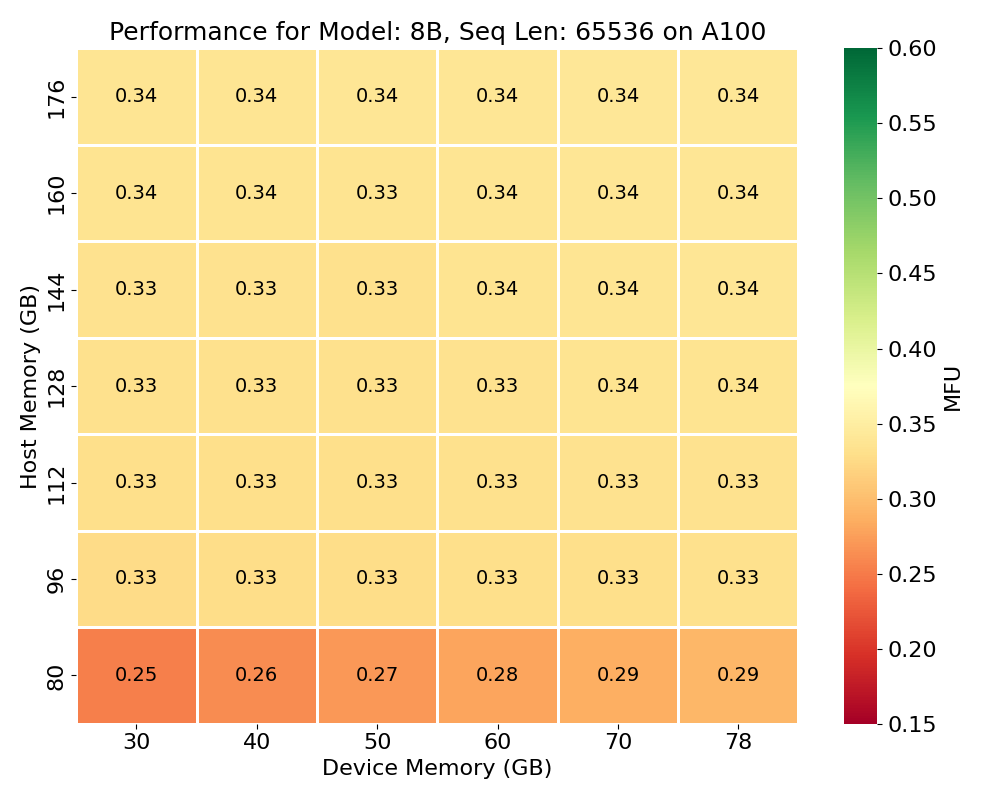 Performance for Model: 8B, Seq Len: 65536 on A100
176 0.34 0.34 0.34 0.34 0.34 0.34
160 0.34 0.34 0.33 0.34 0.34 0.34
144 0.33 0.33 0.33 0.34 0.34 0.34
128 0.33 0.33 0.33 0.33 0.34 0.34
112 0.33 0.33 0.33 0.33 0.33 0.33
96 0.33 0.33 0.33 0.33 0.33 0.33
80 0.25 0.26 0.27 0.28 0.29 0.29
30 40 50 60 70 78
Device Memory (GB)
Host Memory (GB)
0.60
0.55
0.50
0.45
0.40
0.35
0.30
0.25
0.20
0.15
MFU